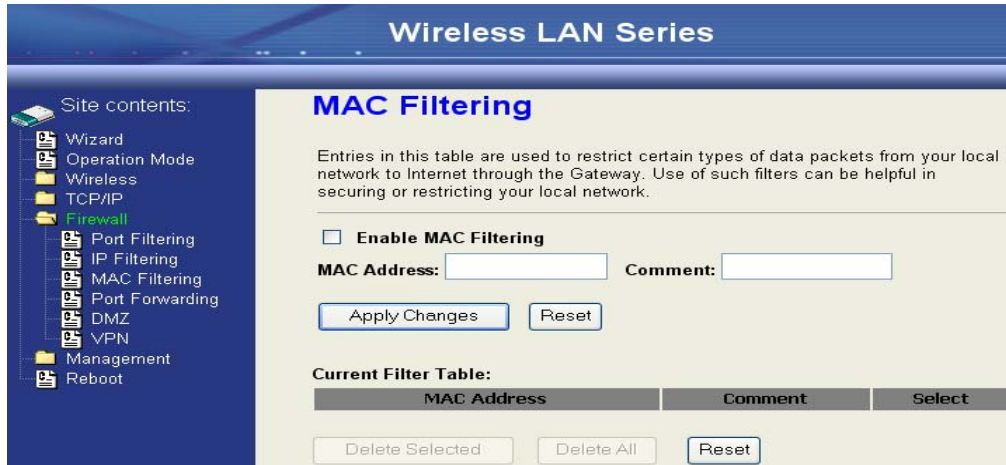 Wireless LAN Series
Site contents:
Wizard
Operation Mode
Wireless
TCP/IP
Firewall
Port Filtering
IP Filtering
MAC Filtering
Port Forwarding
DMZ
VPN
Management
Reboot
MAC Filtering
Entries in this table are used to restrict certain types of data packets from your local
network to Internet through the Gateway. Use of such filters can be helpful in
securing or restricting your local network.
Enable MAC Filtering
MAC Address: Comment:
Apply Changes Reset
Current Filter Table:
MAC Address Comment Select
Delete Selected Delete All Reset